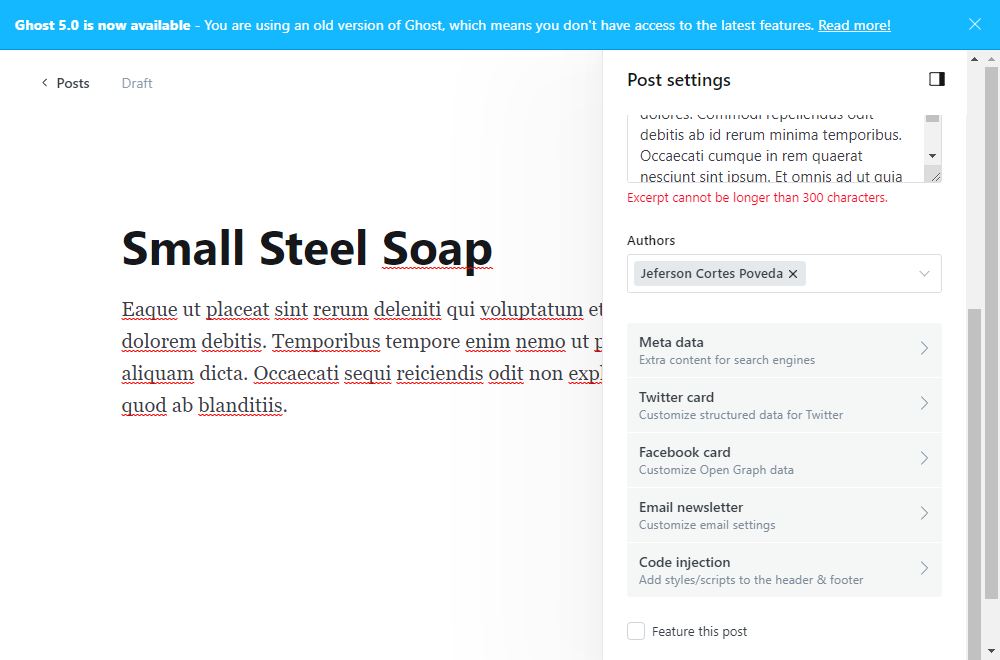 Ghost 5.0 is now available - You are using an old version of Ghost, which means you don't have access to the latest features. Read more!
Posts
Draft
Small Steel Soap
Eaque ut placeat sint rerum deleniti qui voluptatum et
dolorem debitis. Temporibus tempore enim nemo ut
aliquam dicta. Occaecati sequi reiciendis odit non
quod ab blanditiis.
Post settings
dolores. Commodi repellendus odit
debitis ab id rerum minima temporibus.
Occaecati cumque in rem quaerat
nesciunt sint ipsum. Et omnis ad ut quia
Excerpt cannot be longer than 300 characters.
Authors
Jeferson Cortes Poveda
Meta data
Extra content for search engines
Twitter card
Customize structured data for Twitter
Facebook card
Customize Open Graph data
Email newsletter
Customize email settings
Code injection
Add styles/scripts to the header & footer
Feature this post